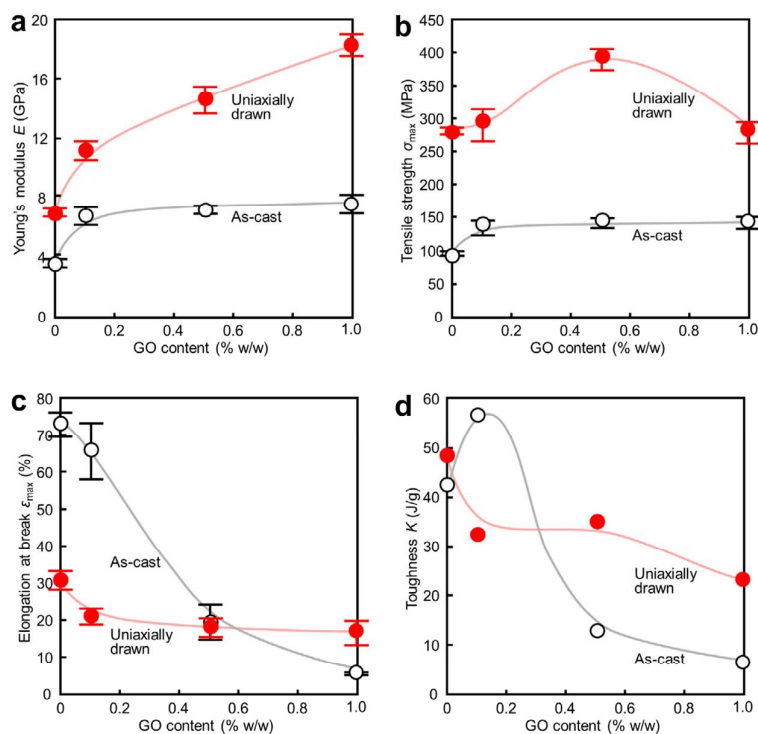 a
Young's modulus E (GPa)
20
18
16
12
8
6
4
2
0
Uniaxially
drawn
As-cast
0
0.2
0.4
0.6
0.8
1.0
GO content (% w/w)
b
Tensile strength σmax (MPa)
450
400
350
300
250
200
150
100
50
0
Uniaxially
drawn
As-cast
0
0.2
0.4
0.6
0.8
1.0
GO content (% w/w)
c
Elongation at break εmax (%)
80
70
60
50
40
30
20
10
0
As-cast
Uniaxially
drawn
0
0.2
0.4
0.6
0.8
1.0
GO content (% w/w)
d
Toughness K (J/g)
60
50
40
30
20
10
0
Uniaxially
drawn
As-cast
0
0.2
0.4
0.6
0.8
1.0
GO content (% w/w)